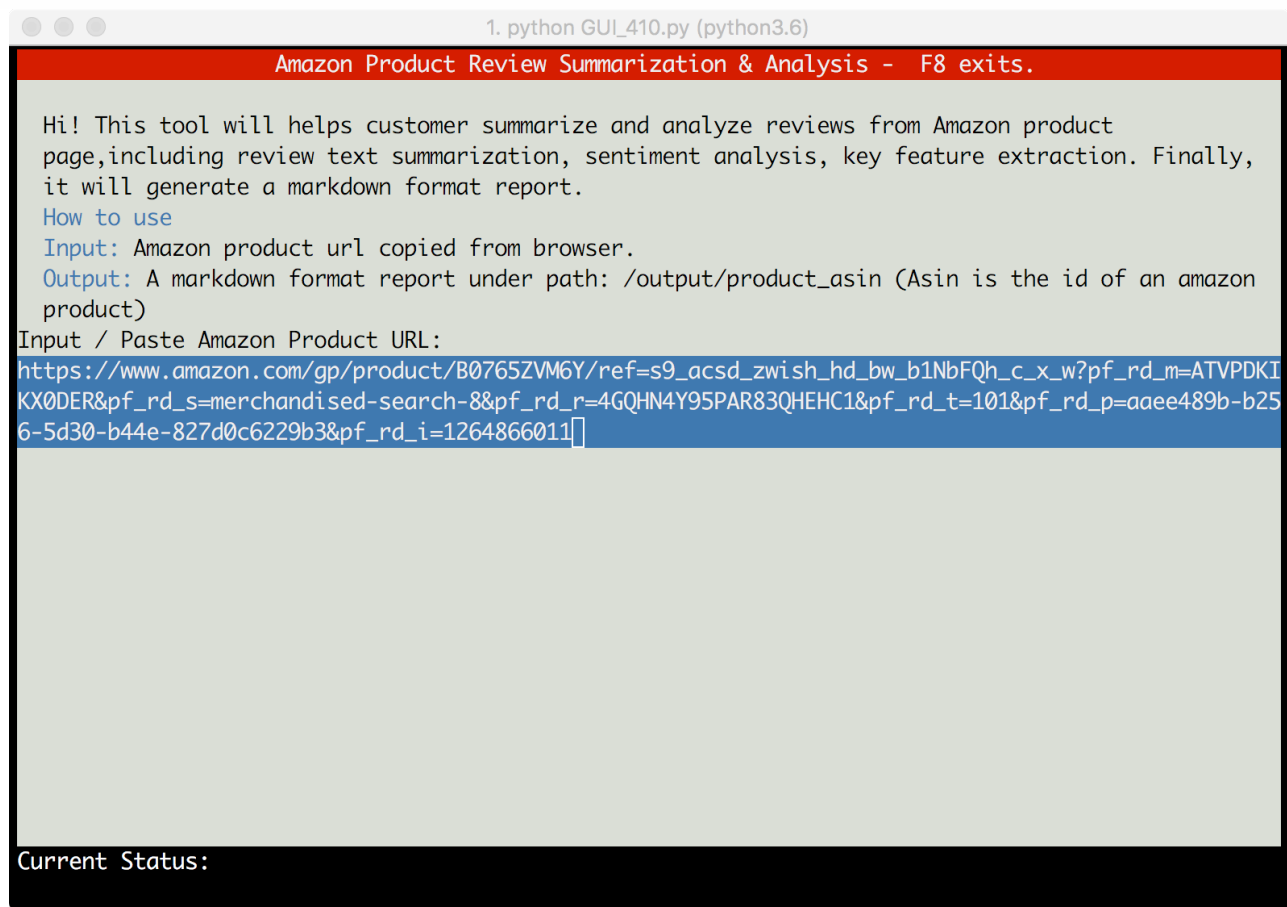 1. python GUI_410.py (python3.6)
Amazon Product Review Summarization & Analysis -  F8 exits.
Hi! This tool will helps customer summarize and analyze reviews from Amazon product
page,including review text summarization, sentiment analysis, key feature extraction. Finally,
it will generate a markdown format report.
How to use
Input: Amazon product url copied from browser.
Output: A markdown format report under path: /output/product_asin (Asin is the id of an amazon
product)
Input / Paste Amazon Product URL:
https://www.amazon.com/gp/product/B0765ZVM6Y/ref=s9_acsd_zwish_hd_bw_b1NbFQh_c_x_w?pf_rd_m=ATVPDKI
KX0DER&pf_rd_s=merchandised-search-8&pf_rd_r=4GQHN4Y95PAR83QHEHC1&pf_rd_t=101&pf_rd_p=aaee489b-b25
6-5d30-b44e-827d0c6229b3&pf_rd_i=1264866011
Current Status: